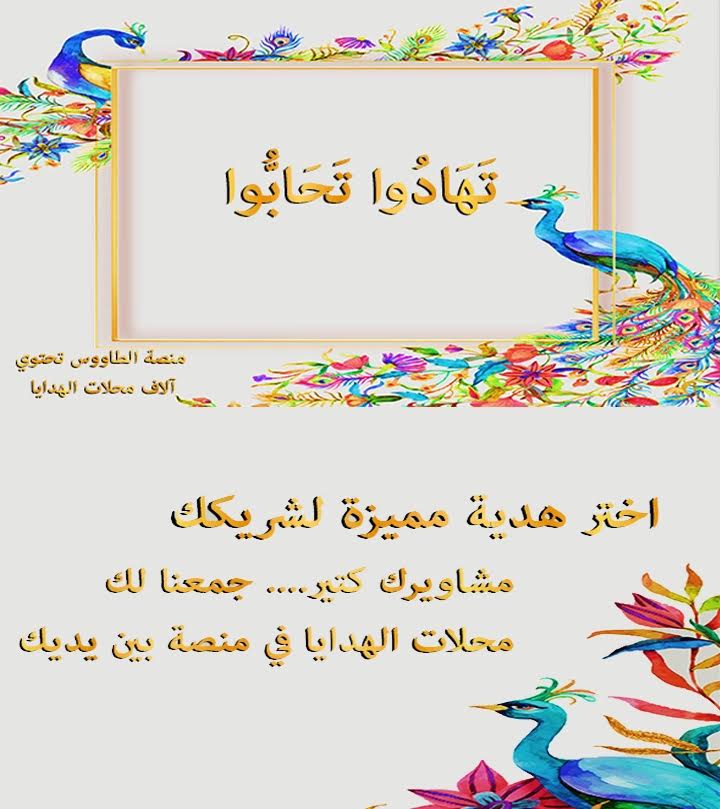 تَهَادُوا تَحَابُّوا
منصة الطاووس تحتوي
آلاف محلات الهدايا
اختر هدية مميزة لشريكك
مشاويرك كتير.... جمعنا لك
محلات الهدايا في منصة بين يديك